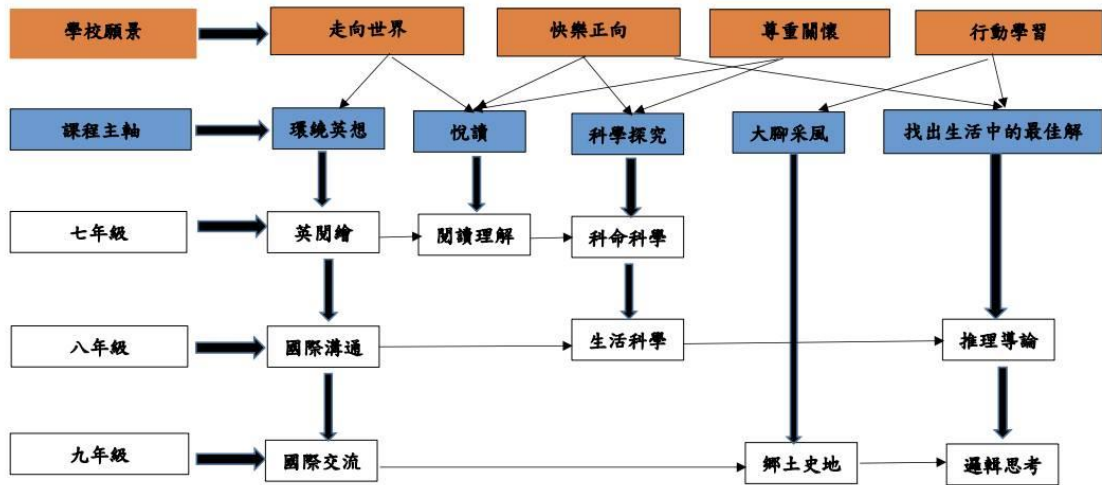 學校願景
走向世界
快樂正向
尊重關懷
行動學習
課程主軸
環繞英想
悅讀
科學探究
大腳采風
找出生活中的最佳解
七年級
英閱繪
閱讀理解
科命科學
八年級
國際溝通
生活科學
推理導論
九年級
國際交流
鄉土史地
邏輯思考